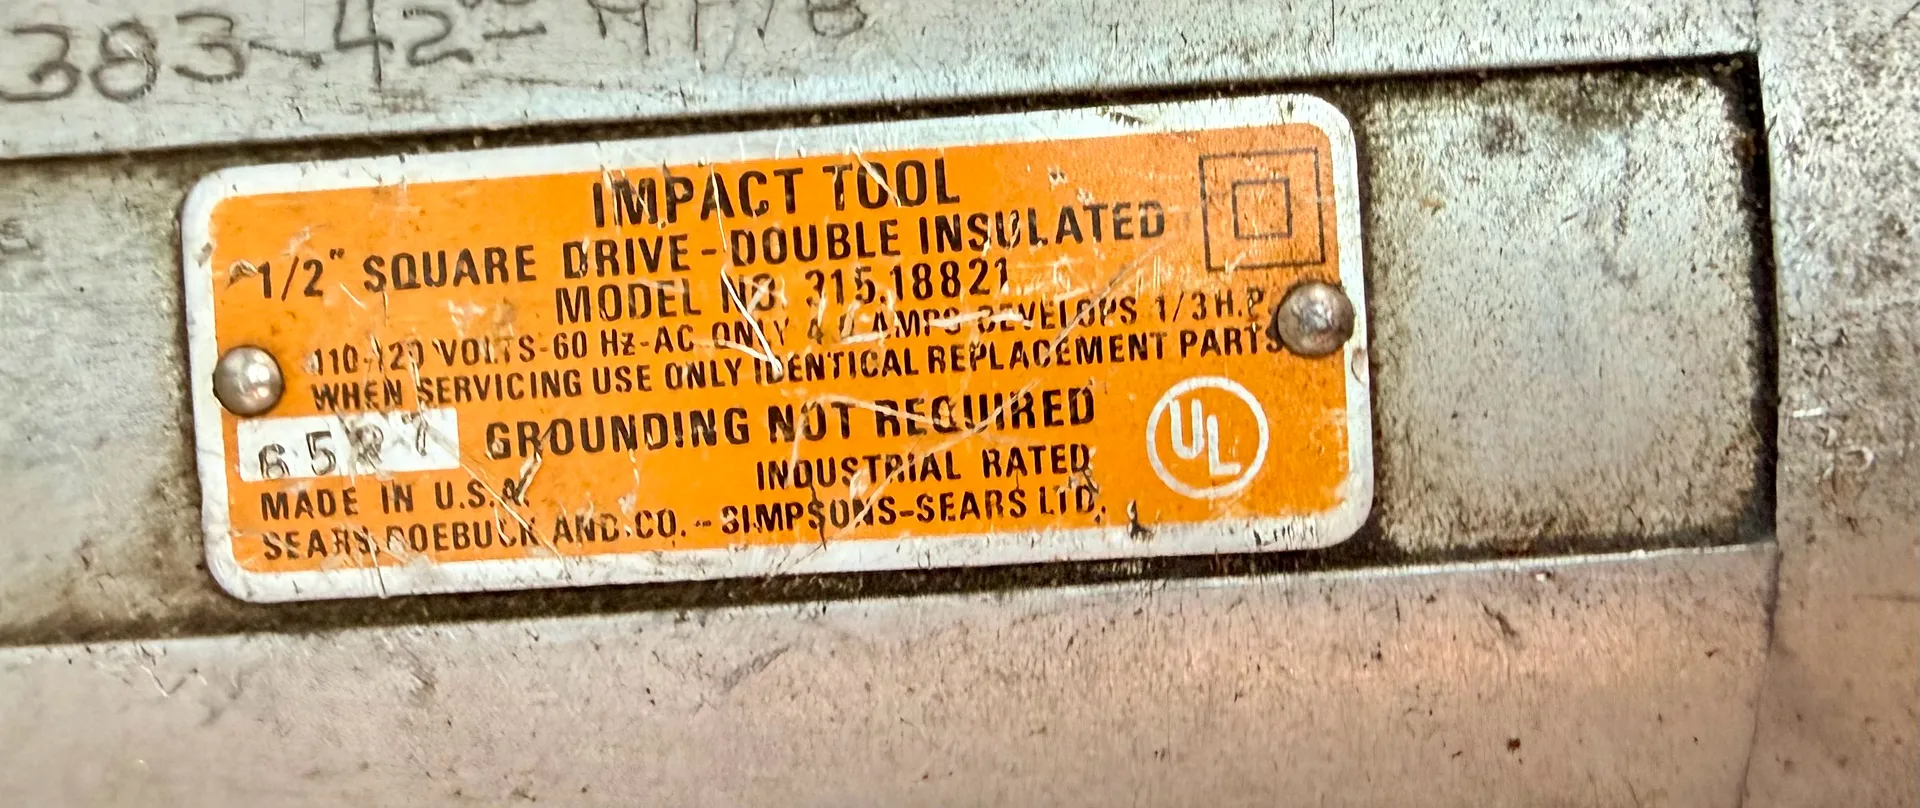 383-42
IMPACT TOOL
1/2" SQUARE DRIVE - DOUBLE INSULATED
MODEL NO. 315.18821
110-120 VOLTS-60 Hz-AC ONLY 4.0 AMPS DEVELOPS 1/3 H.P.
WHEN SERVICING USE ONLY IDENTICAL REPLACEMENT PARTS
GROUNDING NOT REQUIRED
UL
INDUSTRIAL RATED
MADE IN U.S.A.
SEARS, ROEBUCK AND CO. - SIMPSONS-SEARS LTD.